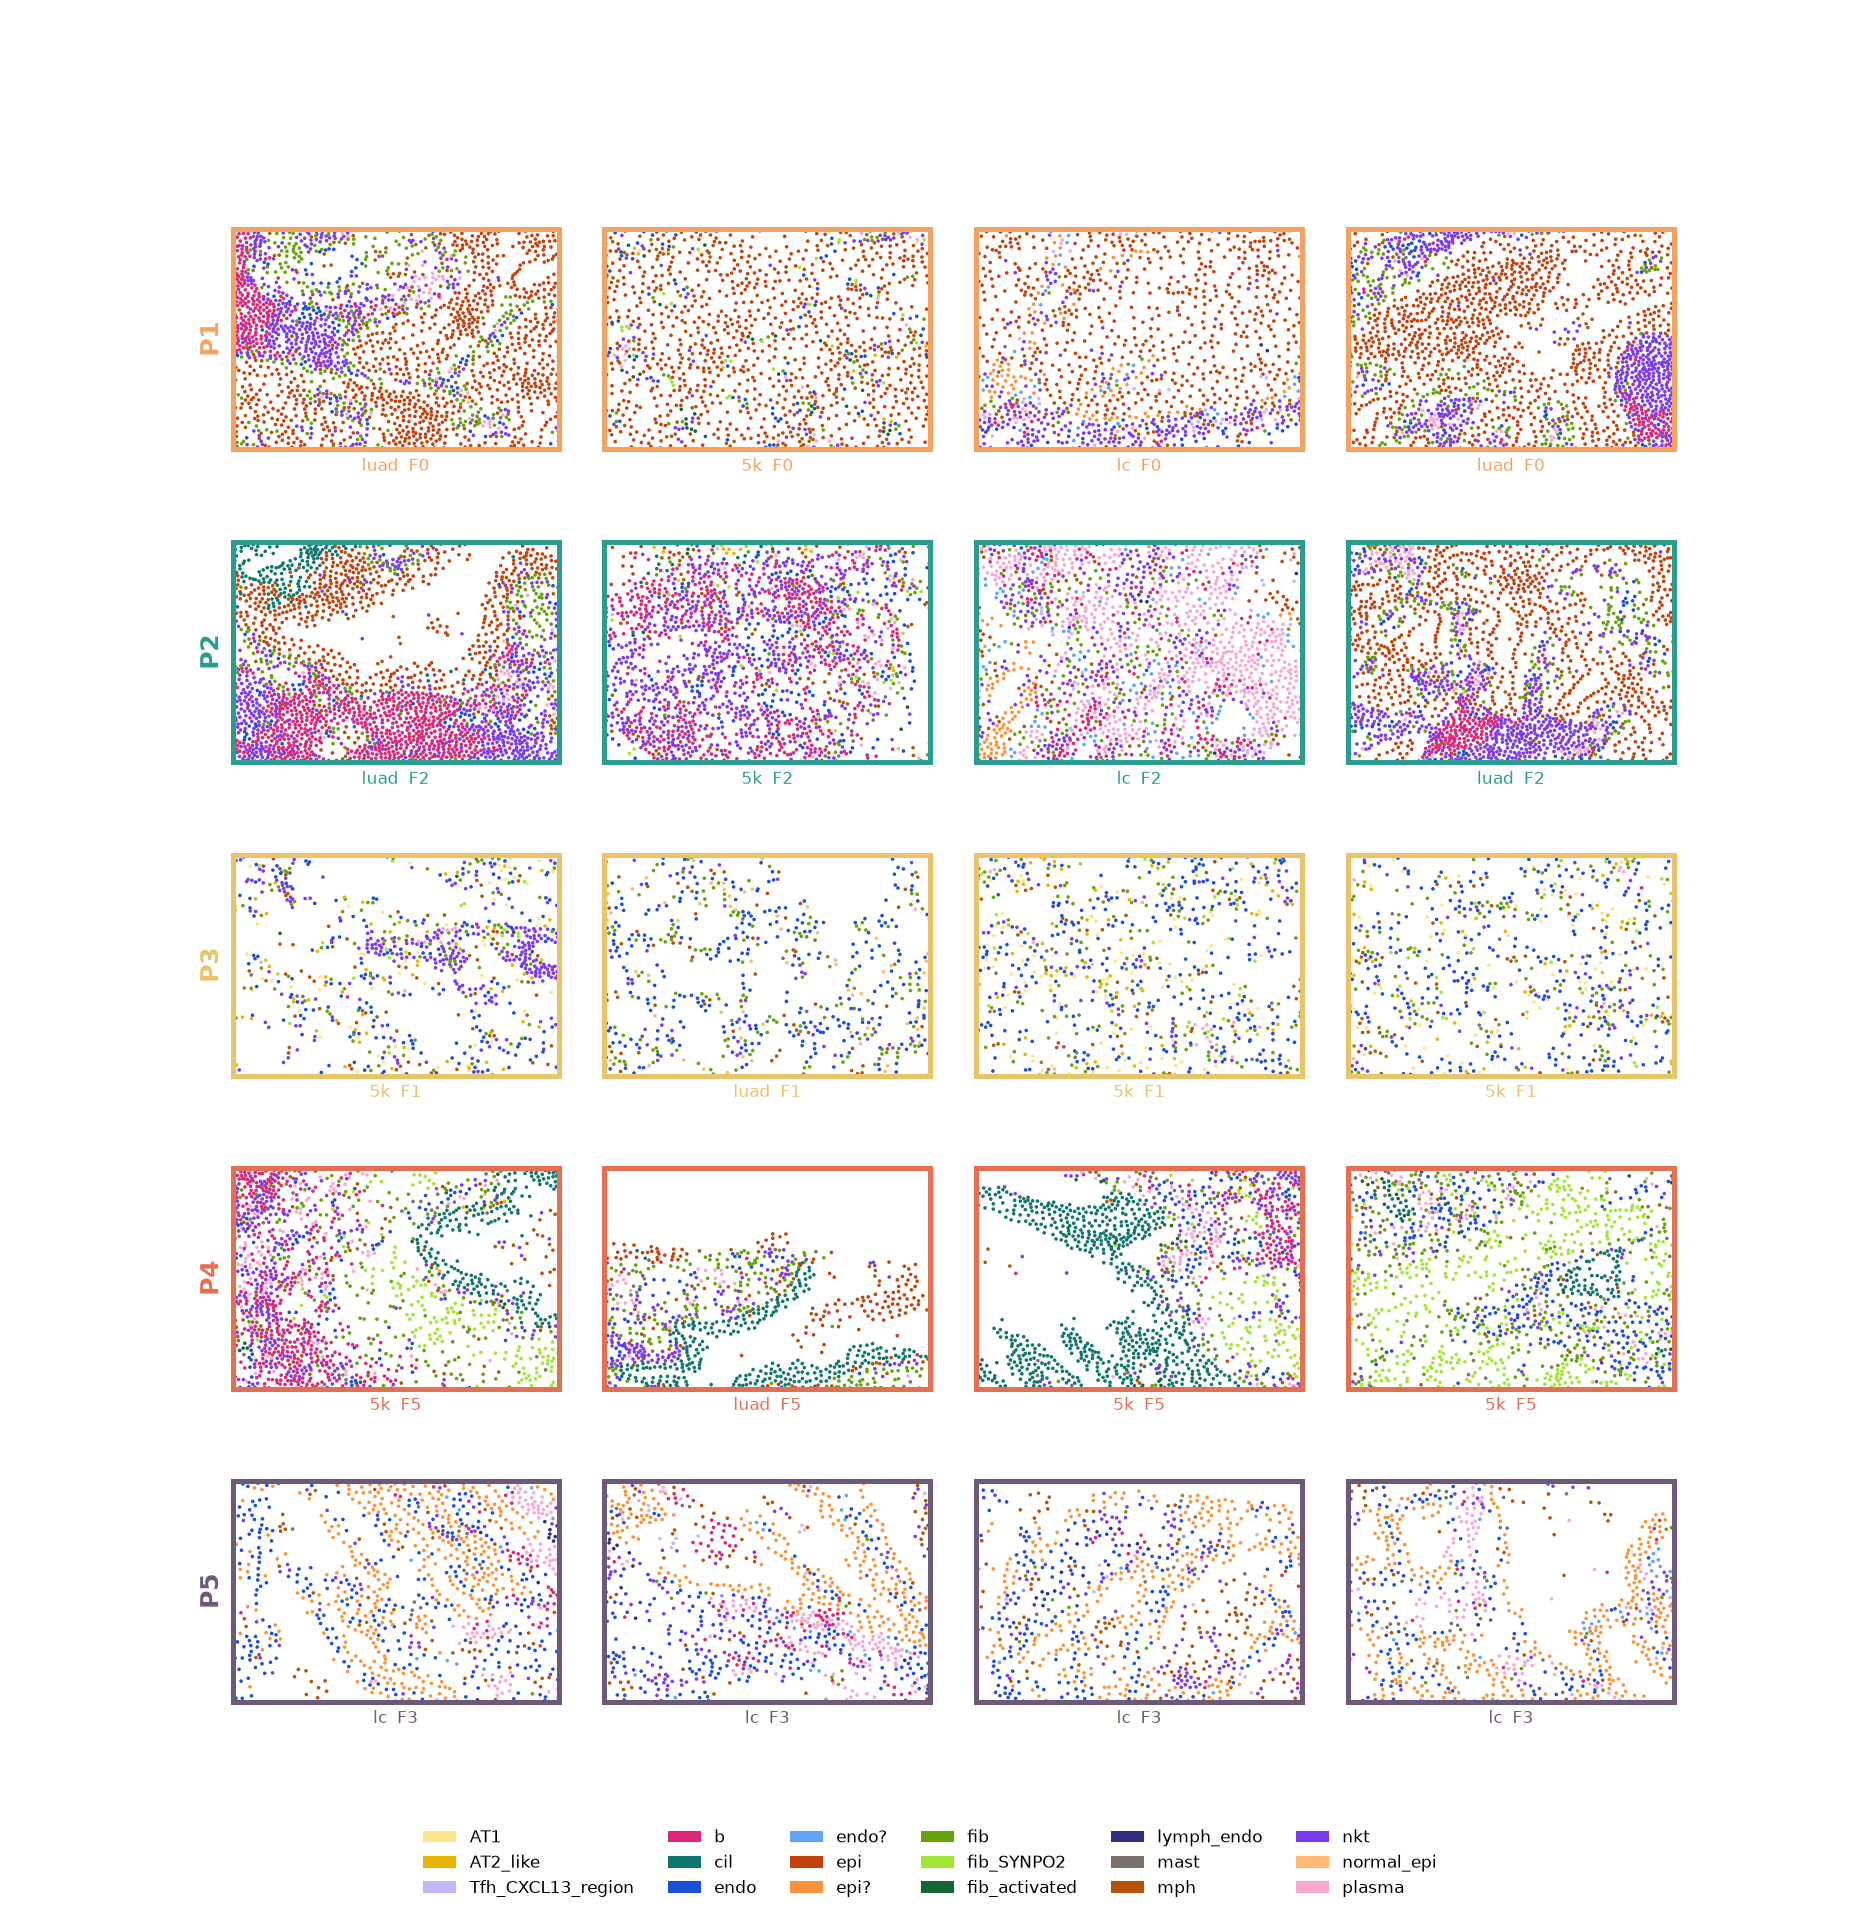 P1
luad F0
5k F0
lc F0
luad F0
P2
luad F2
5k F2
lc F2
luad F2
P3
5k F1
luad F1
5k F1
5k F1
P4
5k F5
luad F5
5k F5
5k F5
P5
lc F3
lc F3
lc F3
lc F3
AT1
AT2_like
Tfh_CXCL13_region
b
cil
endo
endo?
epi
epi?
fib
fib_SYNPO2
fib_activated
lymph_endo
mast
mph
nkt
normal_epi
plasma